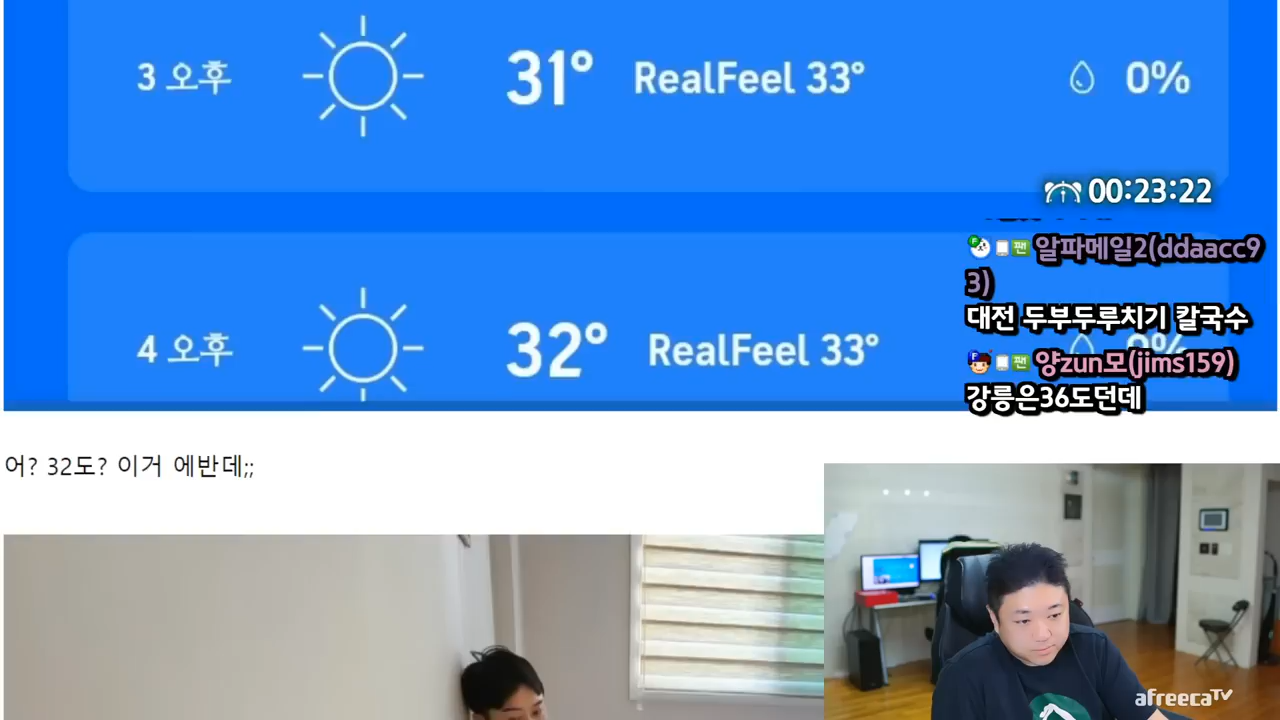 3 오후 31° RealFeel 33° 0%
00:23:22
알파메일2(ddaacc9
3)
대전 두부두루치기 칼국수
4 오후 32° RealFeel 33° 0%
양zun모(jims159)
강릉은36도던데
어? 32도? 이거 에반데;;
afreecaTV